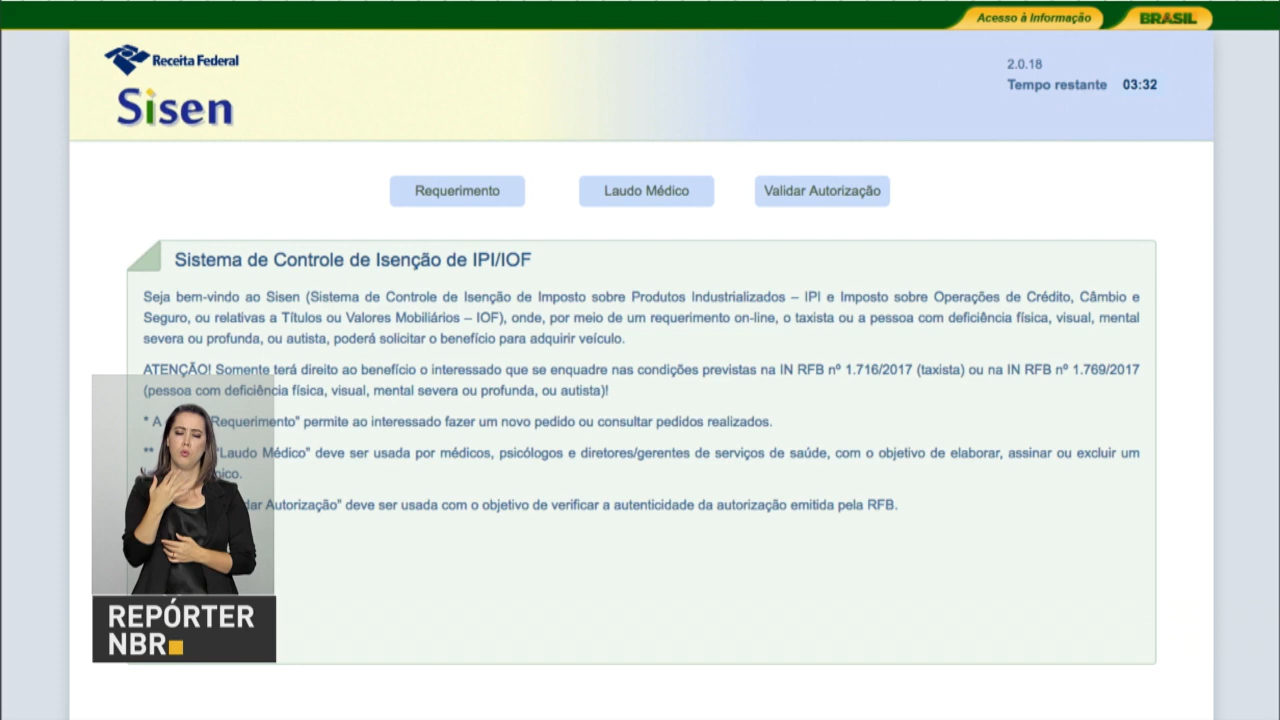 Acesso à Informação
BRASIL
Receita Federal
Sisen
2.0.18
Tempo restante 03:32
Requerimento
Laudo Médico
Validar Autorização
Sistema de Controle de Isenção de IPI/IOF
Seja bem-vindo ao Sisen (Sistema de Controle de Isenção de Imposto sobre Produtos Industrializados – IPI e Imposto sobre Operações de Crédito, Câmbio e
Seguro, ou relativas a Títulos ou Valores Mobiliários – IOF), onde, por meio de um requerimento on-line, o taxista ou a pessoa com deficiência física, visual, mental
severa ou profunda, ou autista, poderá solicitar o benefício para adquirir veículo.
ATENÇÃO! Somente terá direito ao benefício o interessado que se enquadre nas condições previstas na IN RFB nº 1.716/2017 (taxista) ou na IN RFB nº 1.769/2017
(pessoa com deficiência física, visual, mental severa ou profunda, ou autista)!
* A Requerimento" permite ao interessado fazer um novo pedido ou consultar pedidos realizados.
** "Laudo Médico" deve ser usada por médicos, psicólogos e diretores/gerentes de serviços de saúde, com o objetivo de elaborar, assinar ou excluir um
Autorização" deve ser usada com o objetivo de verificar a autenticidade da autorização emitida pela RFB.
REPÓRTER
NBR